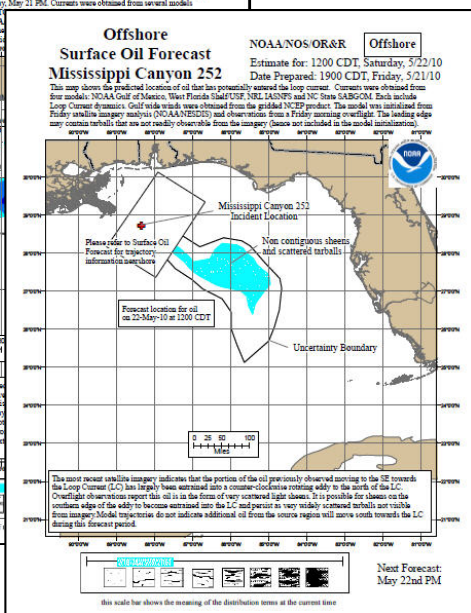 y, May 21 PM. Currents were obtained from several models
Offshore
Surface Oil Forecast
Mississippi Canyon 252
NOAA/NOS/OR&R
Offshore
Estimate for: 1200 CDT, Saturday, 5/22/10
Date Prepared: 1900 CDT, Friday, 5/21/10
This map shows the predicted location of oil that has potentially entered the loop current. Currents were obtained from
four models: NOAA Gulf of Mexico, West Florida Shelf/USF, NRL IASNFS and NC State SABGOM. Each include
Loop Current dynamics. Gulf wide winds were obtained from the gridded NCEP product. The model was initialized from
Friday satellite imagery analysis (NOAA/NESDIS) and observations from a Friday morning overflight. The leading edge
may contain tarballs that are not readily observable from the imagery (hence not included in the model initialization).
NOAA
Mississippi Canyon 252
Incident Location
Please refer to Surface Oil
Forecast for trajectory
information nearshore
Non contiguous sheens
and scattered tarballs
Forecast location for oil
on 22-May-10 at 1200 CDT
Uncertainty Boundary
0 25 50 100
Miles
The most recent satellite imagery indicates that the portion of the oil previously observed moving to the SE towards
the Loop Current (LC) has largely been entrained into a counter-clockwise rotating eddy to the north of the LC.
Overflight observations report this oil is in the form of very scattered light sheens. It is possible for sheens on the
southern edge of the eddy to become entrained into the LC and persist as very widely scattered tarballs not visible
from imagery. Model trajectories do not indicate additional oil from the source region will move south towards the LC
during this forecast period.
Next Forecast:
May 22nd PM
this scale bar shows the meaning of the distribution terms at the current time